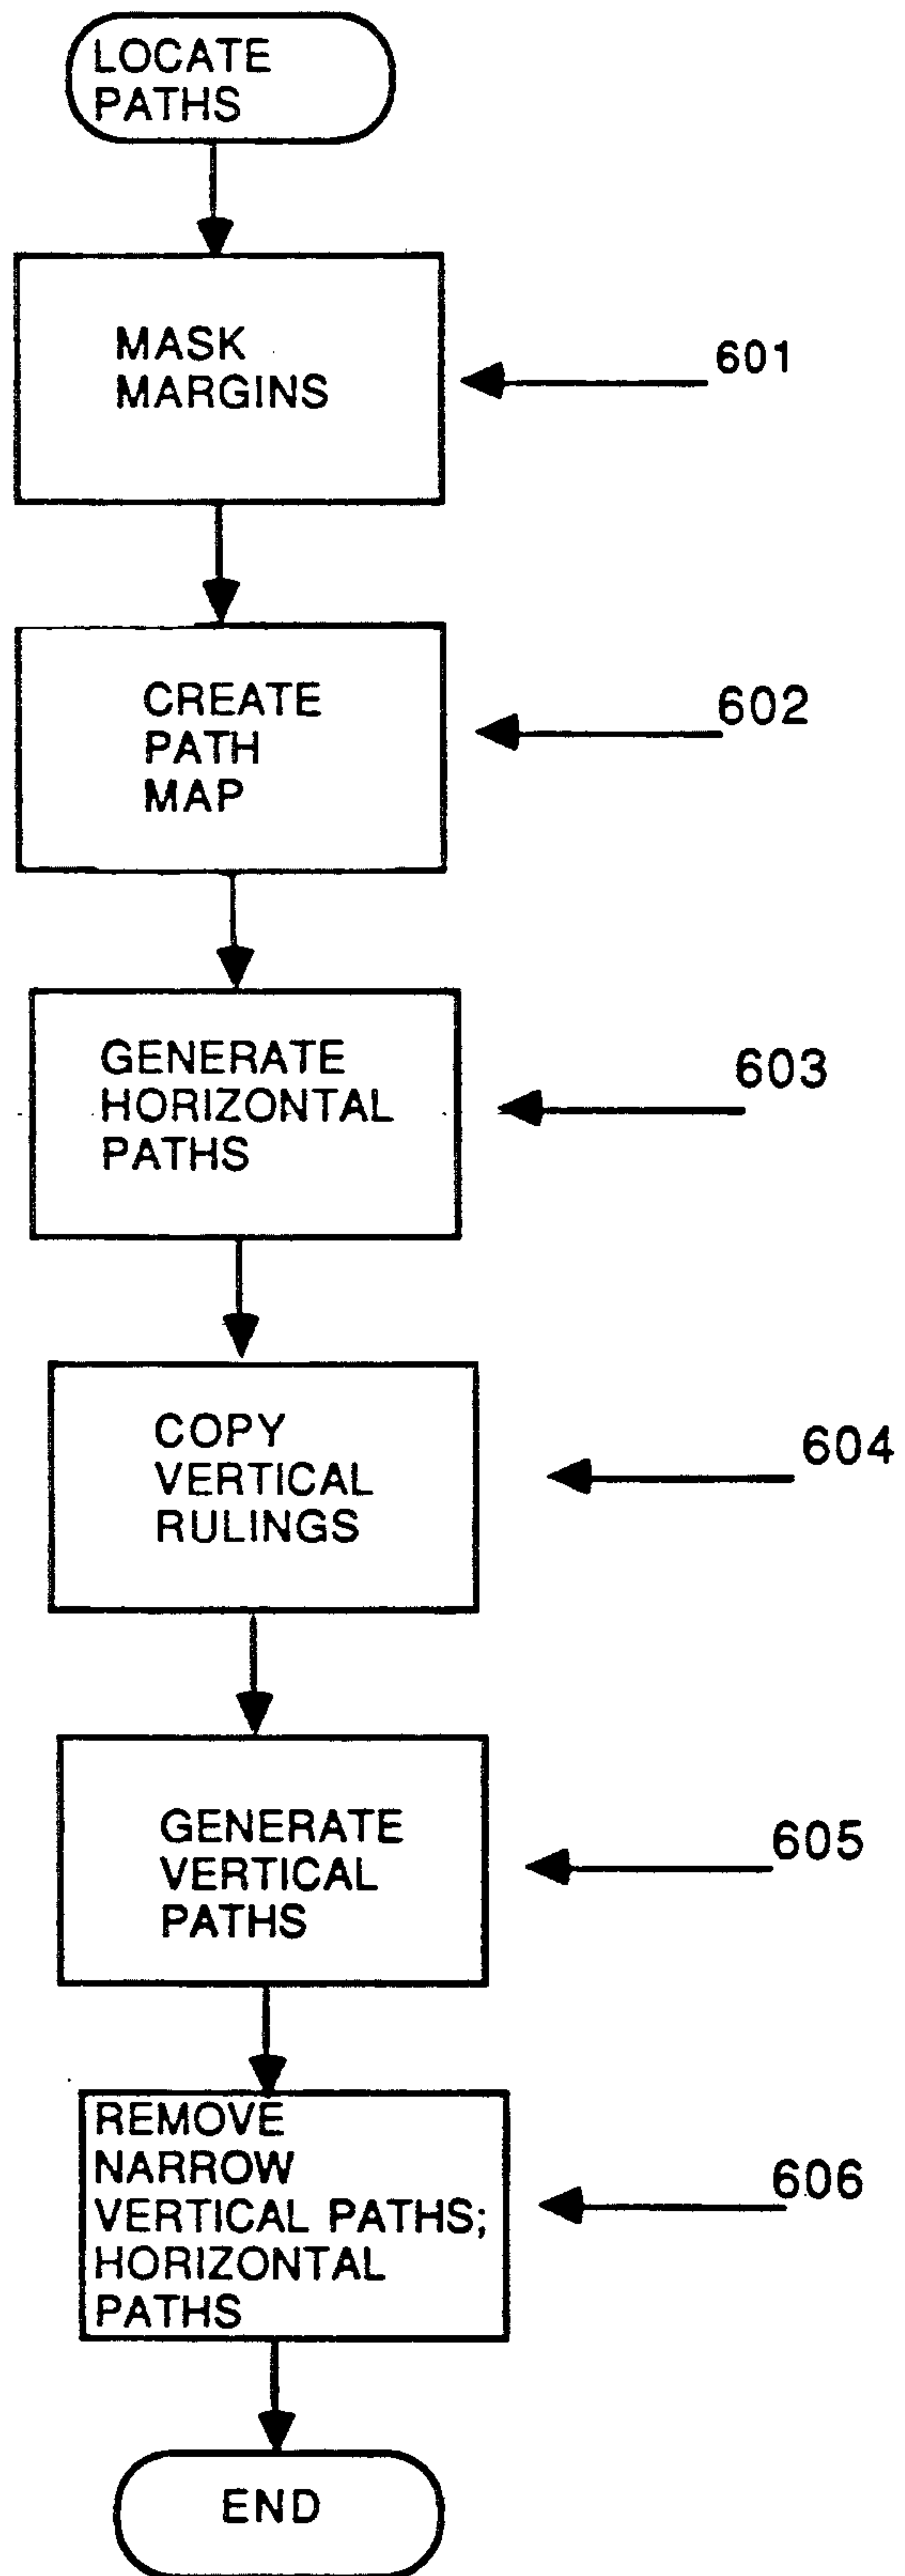 LOCATE
PATHS
MASK
MARGINS
601
CREATE
PATH
MAP
602
GENERATE
HORIZONTAL
PATHS
603
COPY
VERTICAL
RULINGS
604
GENERATE
VERTICAL
PATHS
605
REMOVE
NARROW
VERTICAL PATHS;
HORIZONTAL
PATHS
606
END